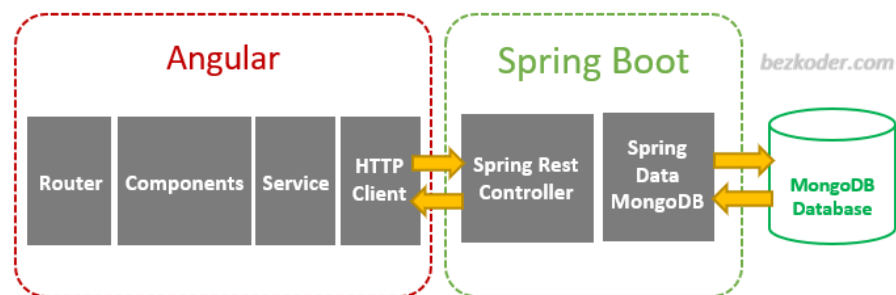 Angular
Spring Boot
bezkoder.com
Router
Components
Service
HTTP
Client
Spring Rest
Controller
Spring
Data
MongoDB
MongoDB
Database